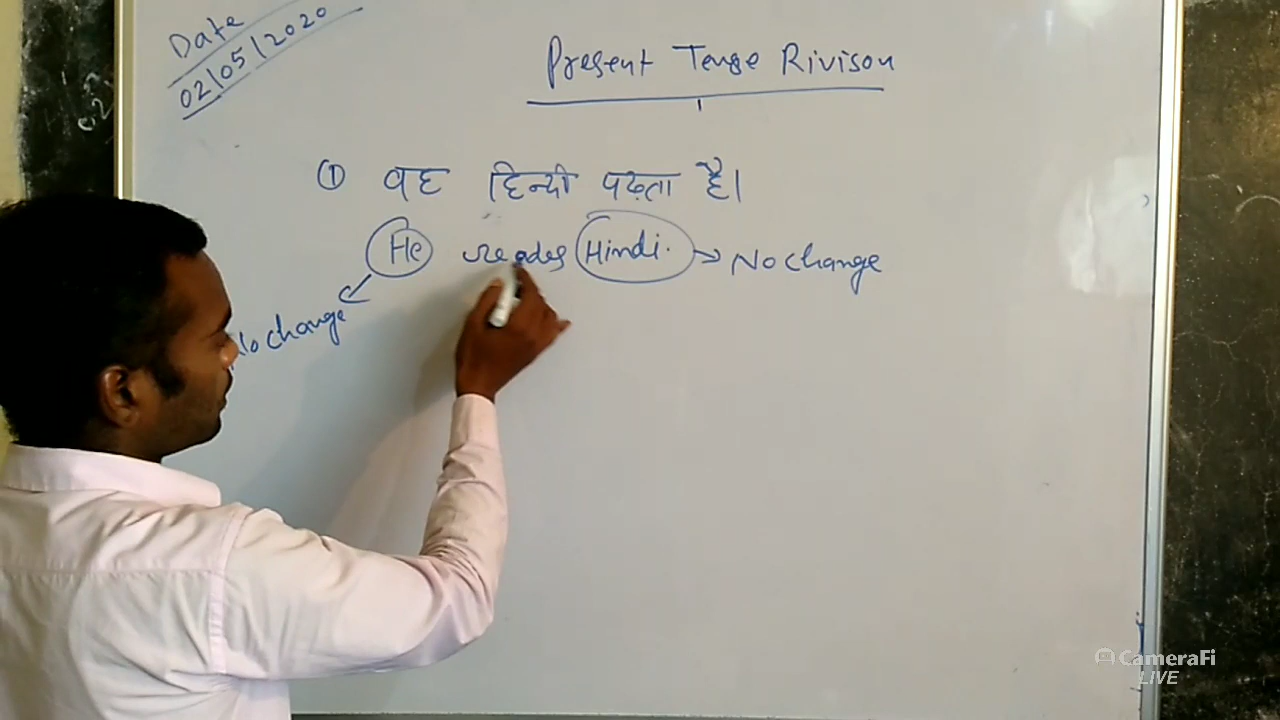 Date
02/05/2020
Present Tense Rivison
① वह हिन्दी पढ़ता है।
He reads Hindi. → No change
No change
CameraFi
LIVE